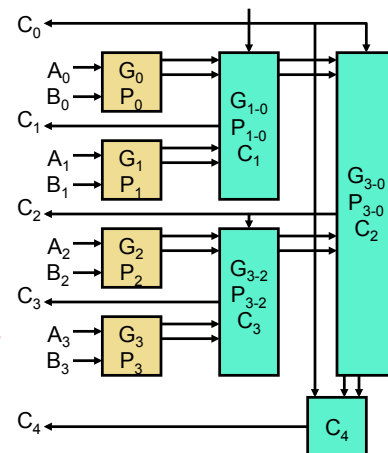 C₀
A₀
B₀
G₀
P₀
G₁₋₀
P₁₋₀
C₁
C₁
A₁
B₁
G₁
P₁
G₃₋₀
P₃₋₀
C₂
C₂
A₂
B₂
G₂
P₂
G₃₋₂
P₃₋₂
C₃
C₃
A₃
B₃
G₃
P₃
C₄
C₄